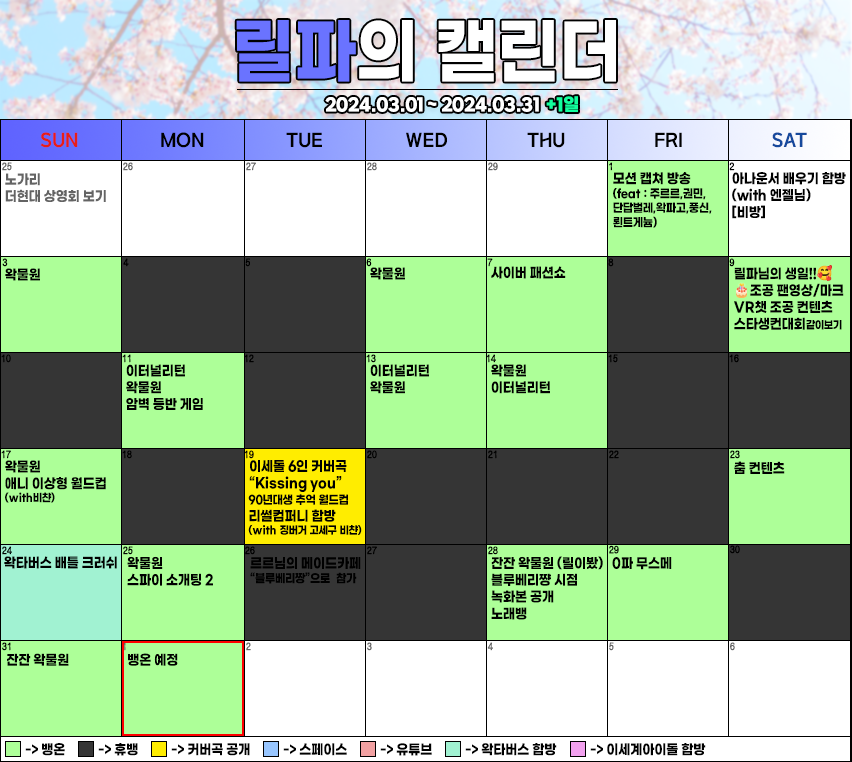 릴파의 캘린더
2024.03.01 ~ 2024.03.31 +1일
SUN MON TUE WED THU FRI SAT
25
노가리
더현대 상영회 보기
26
27
28
29
1
모션 캡쳐 방송
(feat : 주르르,권민,
단답벌레,왁파고,풍신,
뢴트게늄)
2
아나운서 배우기 합방
(with 엔젤님)
[비방]
3
왁물원
4
5
6
왁물원
7
사이버 패션쇼
8
9
릴파님의 생일!!🥰
🎂조공 팬영상/마크
VR챗 조공 컨텐츠
스타생컨대회같이보기
10
11
이터널리턴
왁물원
암벽 등반 게임
12
13
이터널리턴
왁물원
14
왁물원
이터널리턴
15
16
17
왁물원
애니 이상형 월드컵
(with비챤)
18
19
이세돌 6인 커버곡
“Kissing you”
90년대생 추억 월드컵
리썰컴퍼니 합방
(with 징버거 고세구 비챤)
20
21
22
23
춤 컨텐츠
24
왁타버스 배틀 크러쉬
25
왁물원
스파이 소개팅 2
26
르르님의 메이드카페
“블루베리쨩”으로 참가
27
28
잔잔 왁물원 (릴이봤)
블루베리쨩 시점
녹화본 공개
노래뱅
29
0파 무스메
30
31
잔잔 왁물원
1
뱅온 예정
2
3
4
5
6
-> 뱅온 -> 휴뱅 -> 커버곡 공개 -> 스페이스 -> 유튜브 -> 왁타버스 합방 -> 이세계아이돌 합방